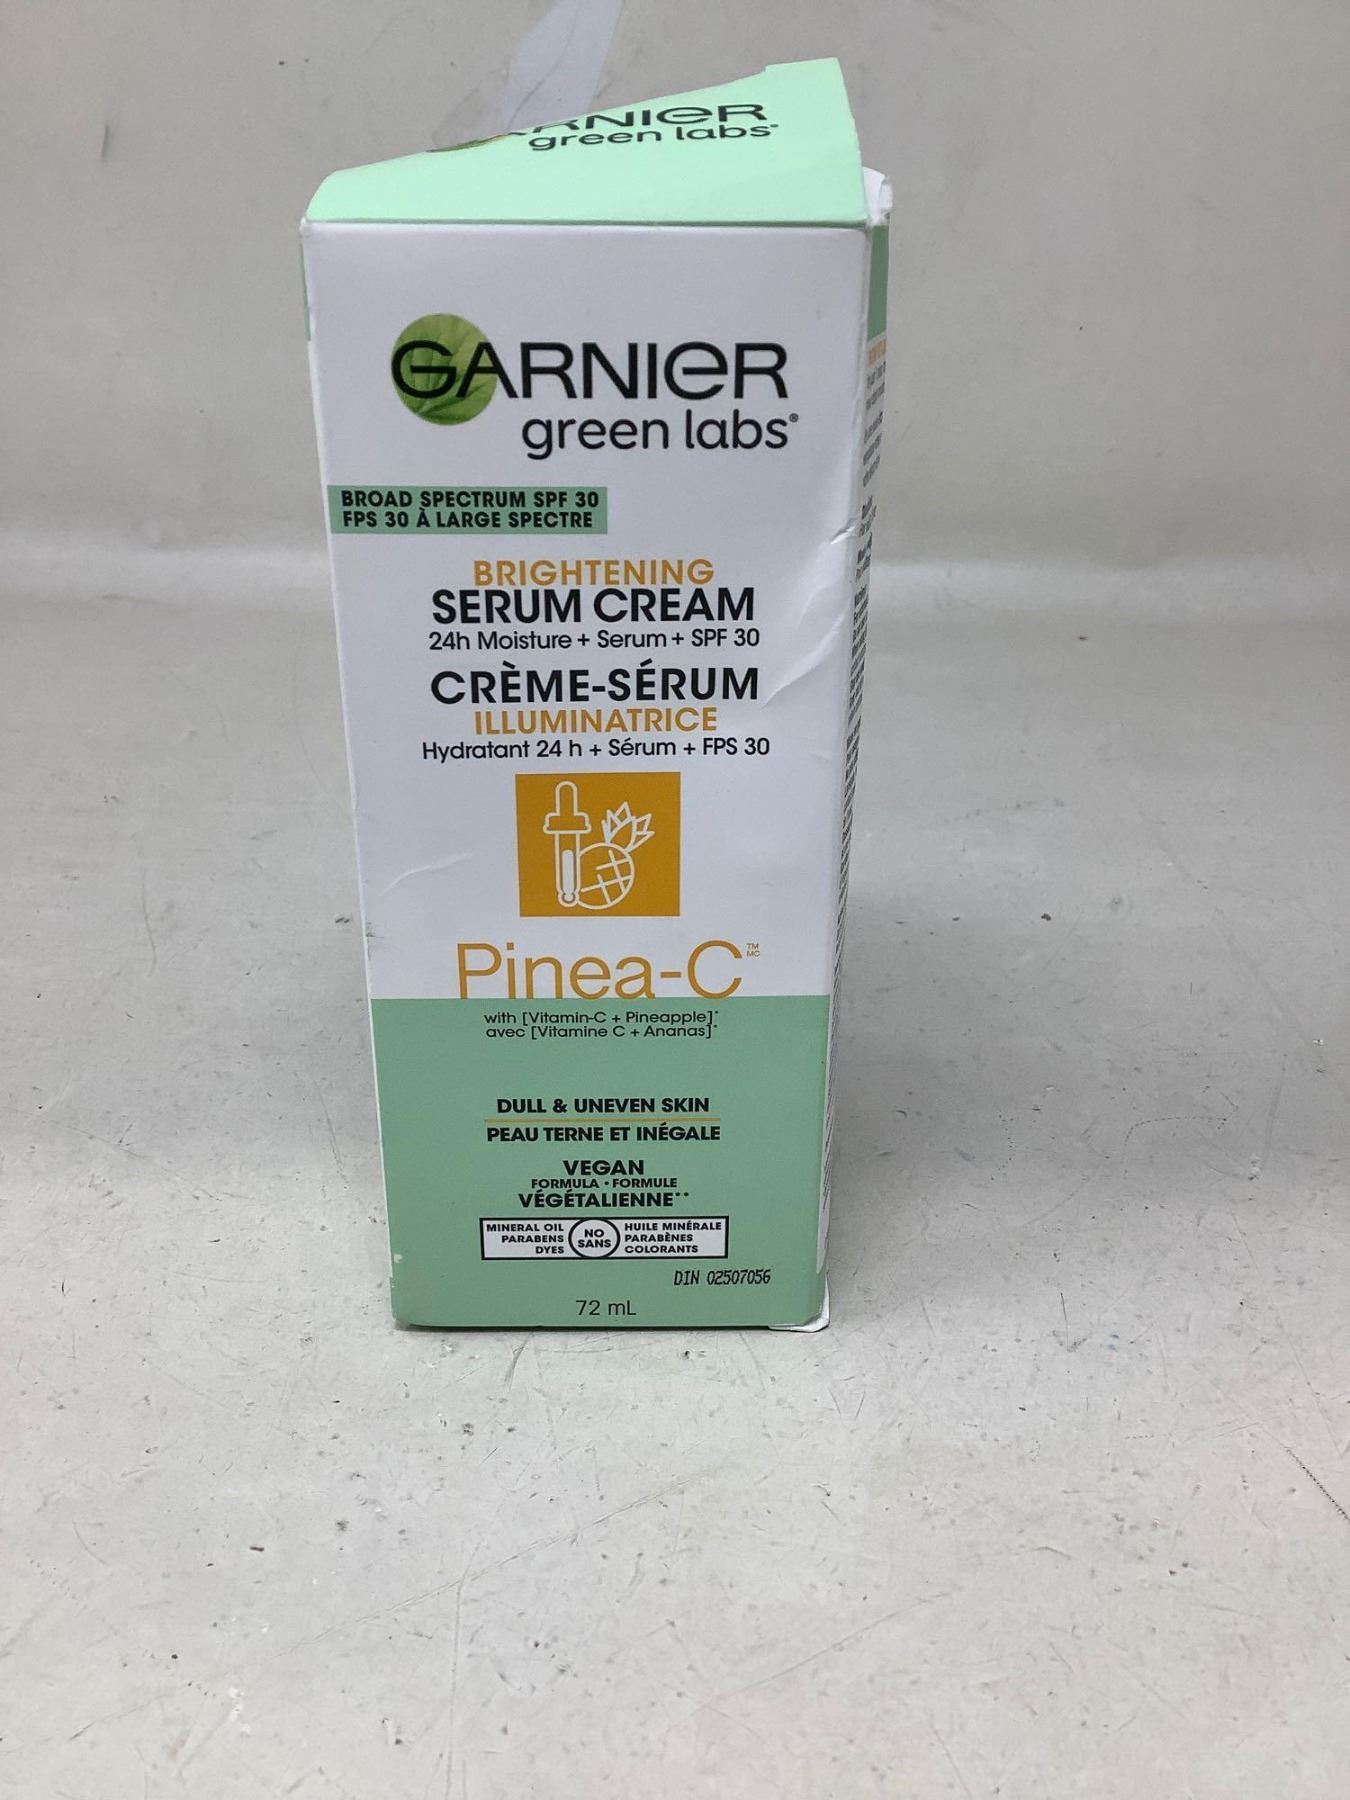 GARNIER
green labs®
GARNIER
green labs®
BROAD SPECTRUM SPF 30
FPS 30 À LARGE SPECTRE
BRIGHTENING
SERUM CREAM
24h Moisture + Serum + SPF 30
CRÈME-SÉRUM
ILLUMINATRICE
Hydratant 24 h + Sérum + FPS 30
Pinea-C™
MC
with [Vitamin-C + Pineapple]*
avec [Vitamine C + Ananas]*
DULL & UNEVEN SKIN
PEAU TERNE ET INÉGALE
VEGAN
FORMULA • FORMULE
VÉGÉTALIENNE**
MINERAL OIL
PARABENS
DYES
NO
SANS
HUILE MINÉRALE
PARABÈNES
COLORANTS
DIN 02507056
72 mL